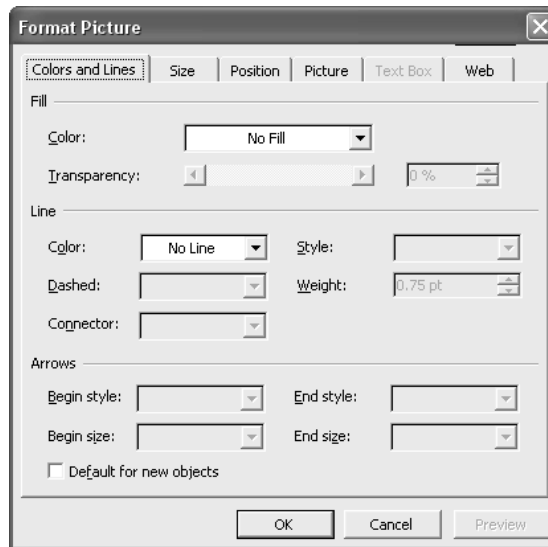 Format Picture
Colors and Lines Size Position Picture Text Box Web
Fill
Color: No Fill
Transparency: 0 %
Line
Color: No Line Style:
Dashed: Weight: 0.75 pt
Connector:
Arrows
Begin style: End style:
Begin size: End size:
Default for new objects
OK Cancel Preview